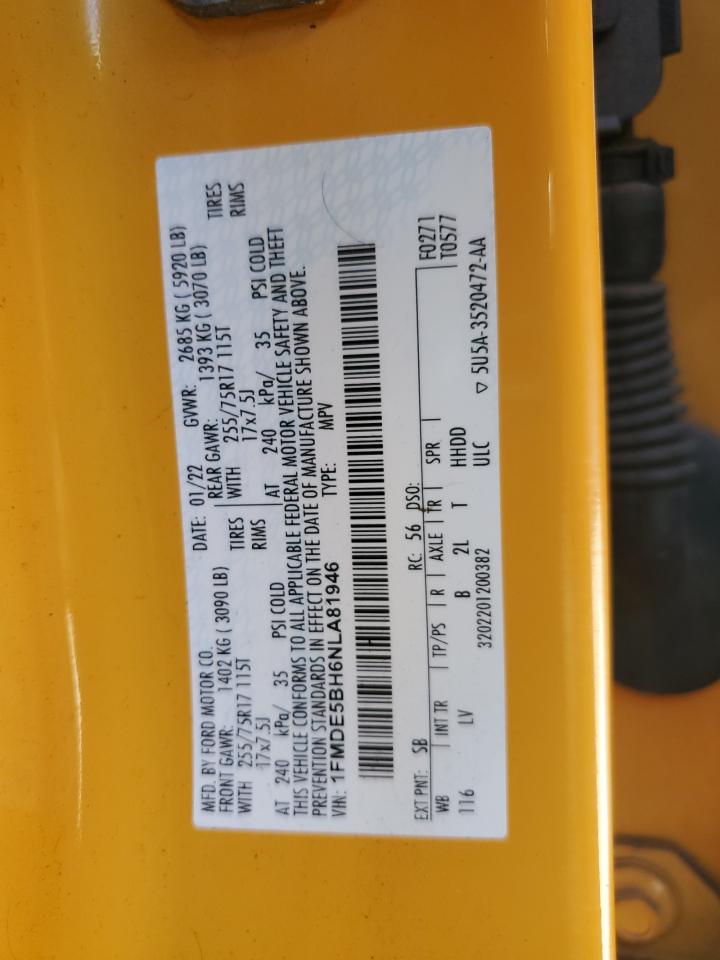 MFD. BY FORD MOTOR CO. DATE: 01/22 GVWR: 2685 KG ( 5920 LB)
FRONT GAWR: 1402 KG ( 3090 LB) REAR GAWR: 1393 KG ( 3070 LB)
WITH 255/75R17 115T TIRES WITH 255/75R17 115T TIRES
17x7.5J RIMS 17x7.5J RIMS
AT 240 kPa/ 35 PSI COLD AT 240 kPa/ 35 PSI COLD
THIS VEHICLE CONFORMS TO ALL APPLICABLE FEDERAL MOTOR VEHICLE SAFETY AND THEFT
PREVENTION STANDARDS IN EFFECT ON THE DATE OF MANUFACTURE SHOWN ABOVE.
VIN: 1FMDE5BH6NLA81946 TYPE: MPV
EXT PNT: SB RC: 56 DSO: F0271
WB INT TR TP/PS R AXLE TR SPR T0577
116 LV B 2L T HHDD
3202201200382 ULC ▽ 5U5A-3520472-AA